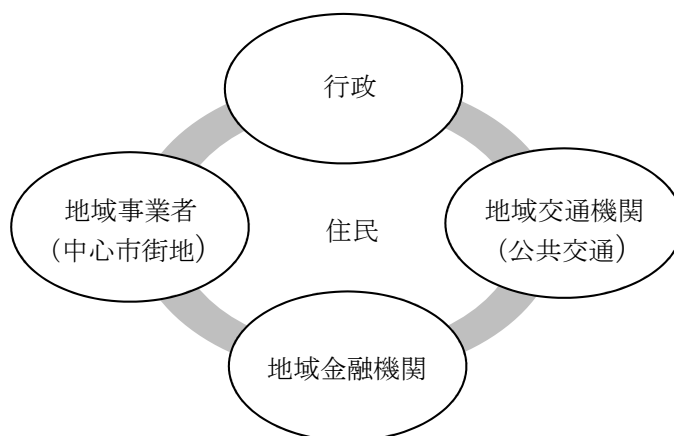 行政
地域事業者
(中心市街地)
住民
地域交通機関
(公共交通)
地域金融機関